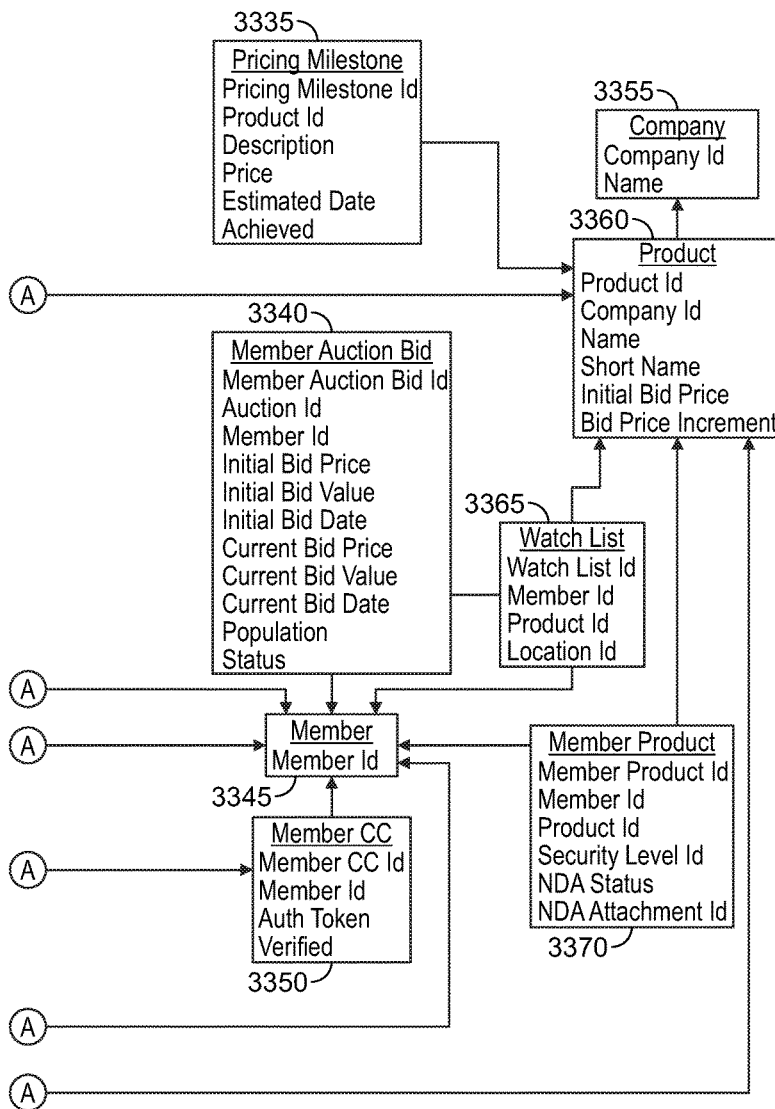 3335
Pricing Milestone
Pricing Milestone Id
Product Id
Description
Price
Estimated Date
Achieved
3355
Company
Company Id
Name
3360
Product
Product Id
Company Id
Name
Short Name
Initial Bid Price
Bid Price Increment
A
3340
Member Auction Bid
Member Auction Bid Id
Auction Id
Member Id
Initial Bid Price
Initial Bid Value
Initial Bid Date
Current Bid Price
Current Bid Value
Current Bid Date
Population
Status
3365
Watch List
Watch List Id
Member Id
Product Id
Location Id
A
A
Member
Member Id
3345
Member Product
Member Product Id
Member Id
Product Id
Security Level Id
NDA Status
NDA Attachment Id
3370
A
Member CC
Member CC Id
Member Id
Auth Token
Verified
3350
A
A